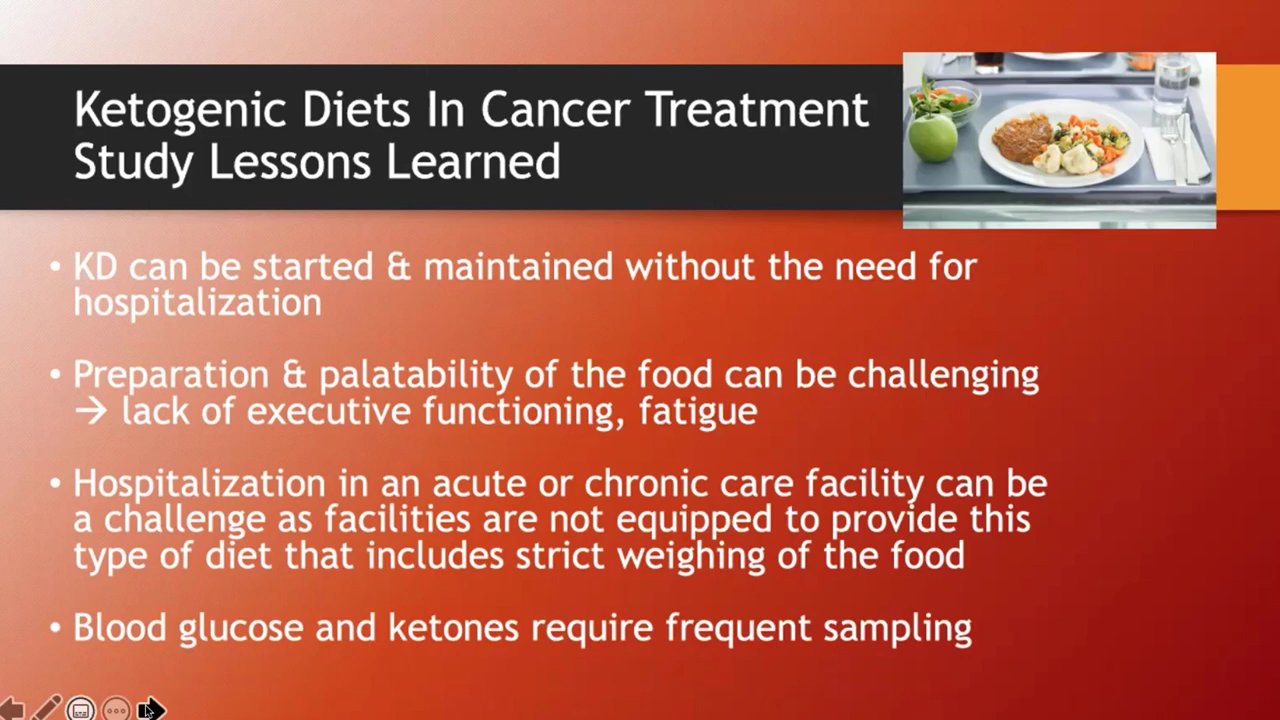 Ketogenic Diets In Cancer Treatment
Study Lessons Learned
• KD can be started & maintained without the need for
hospitalization
• Preparation & palatability of the food can be challenging
→ lack of executive functioning, fatigue
• Hospitalization in an acute or chronic care facility can be
a challenge as facilities are not equipped to provide this
type of diet that includes strict weighing of the food
• Blood glucose and ketones require frequent sampling